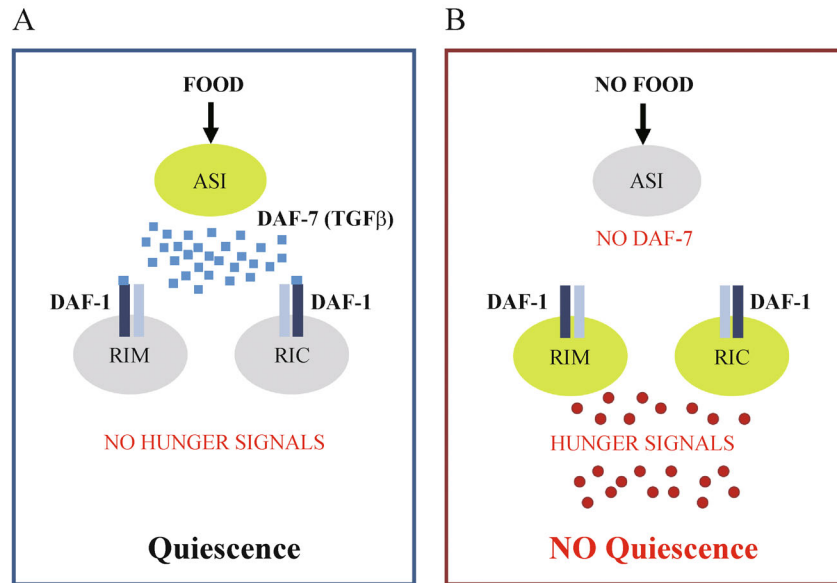 A
FOOD
ASI
DAF-7 (TGFβ)
DAF-1 DAF-1
RIM RIC
NO HUNGER SIGNALS
Quiescence
B
NO FOOD
ASI
NO DAF-7
DAF-1 DAF-1
RIM RIC
HUNGER SIGNALS
NO Quiescence